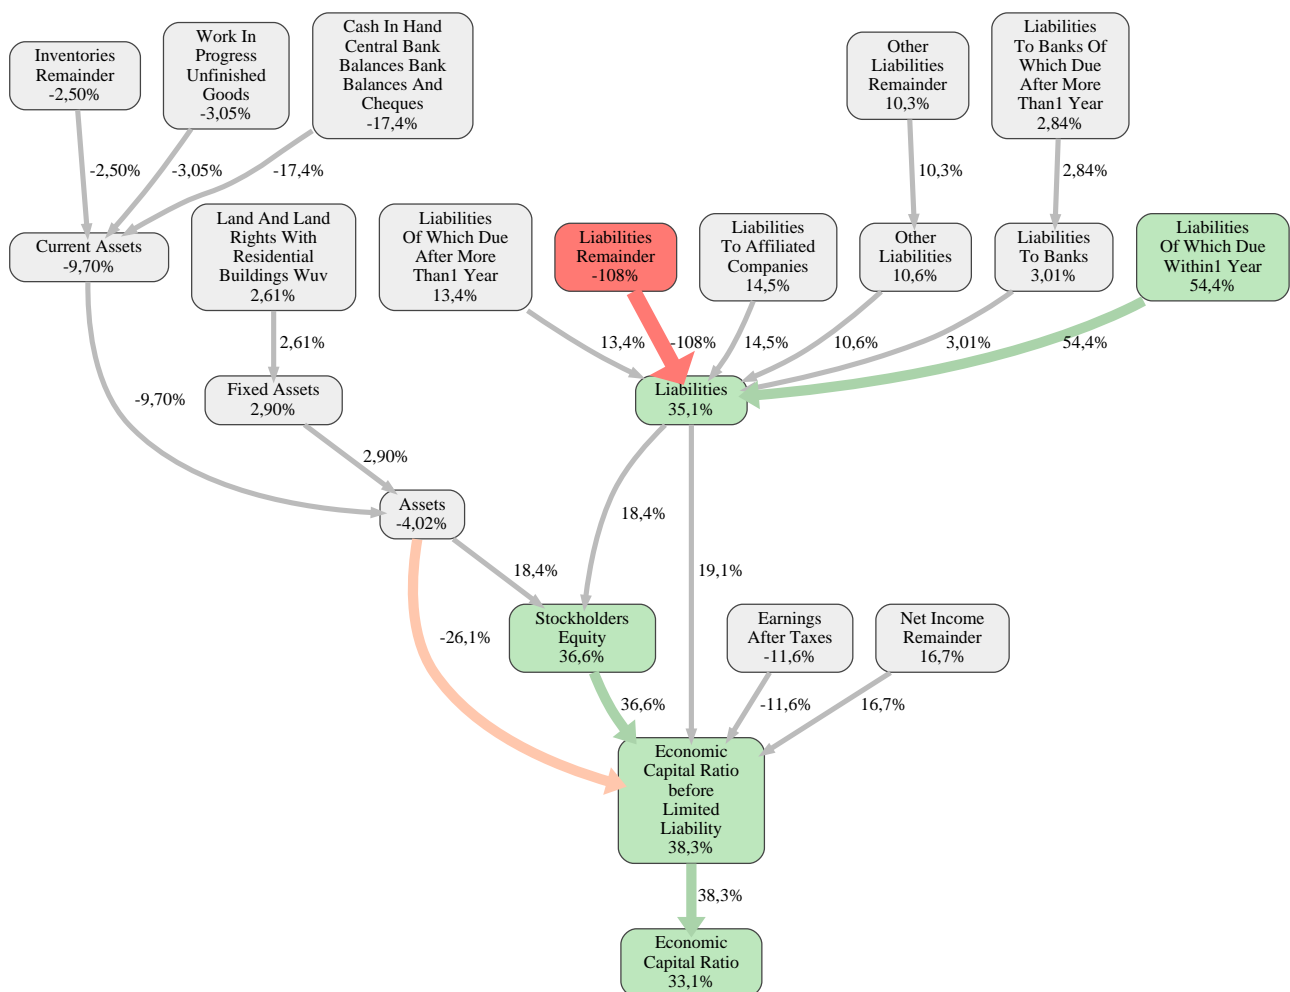 Inventories
Remainder
-2,50%
Work In
Progress
Unfinished
Goods
-3,05%
Cash In Hand
Central Bank
Balances Bank
Balances And
Cheques
-17,4%
Other
Liabilities
Remainder
10,3%
Liabilities
To Banks Of
Which Due
After More
Than1 Year
2,84%
-2,50%
-3,05%
-17,4%
10,3%
2,84%
Current Assets
-9,70%
Land And Land
Rights With
Residential
Buildings Wuv
2,61%
Liabilities
Of Which Due
After More
Than1 Year
13,4%
Liabilities
Remainder
-108%
Liabilities
To Affiliated
Companies
14,5%
Other
Liabilities
10,6%
Liabilities
To Banks
3,01%
Liabilities
Of Which Due
Within1 Year
54,4%
2,61%
13,4%
-108%
14,5%
10,6%
3,01%
54,4%
-9,70%
Fixed Assets
2,90%
Liabilities
35,1%
2,90%
Assets
-4,02%
18,4%
18,4%
19,1%
-26,1%
Stockholders
Equity
36,6%
Earnings
After Taxes
-11,6%
Net Income
Remainder
16,7%
36,6%
-11,6%
16,7%
Economic
Capital Ratio
before
Limited
Liability
38,3%
38,3%
Economic
Capital Ratio
33,1%